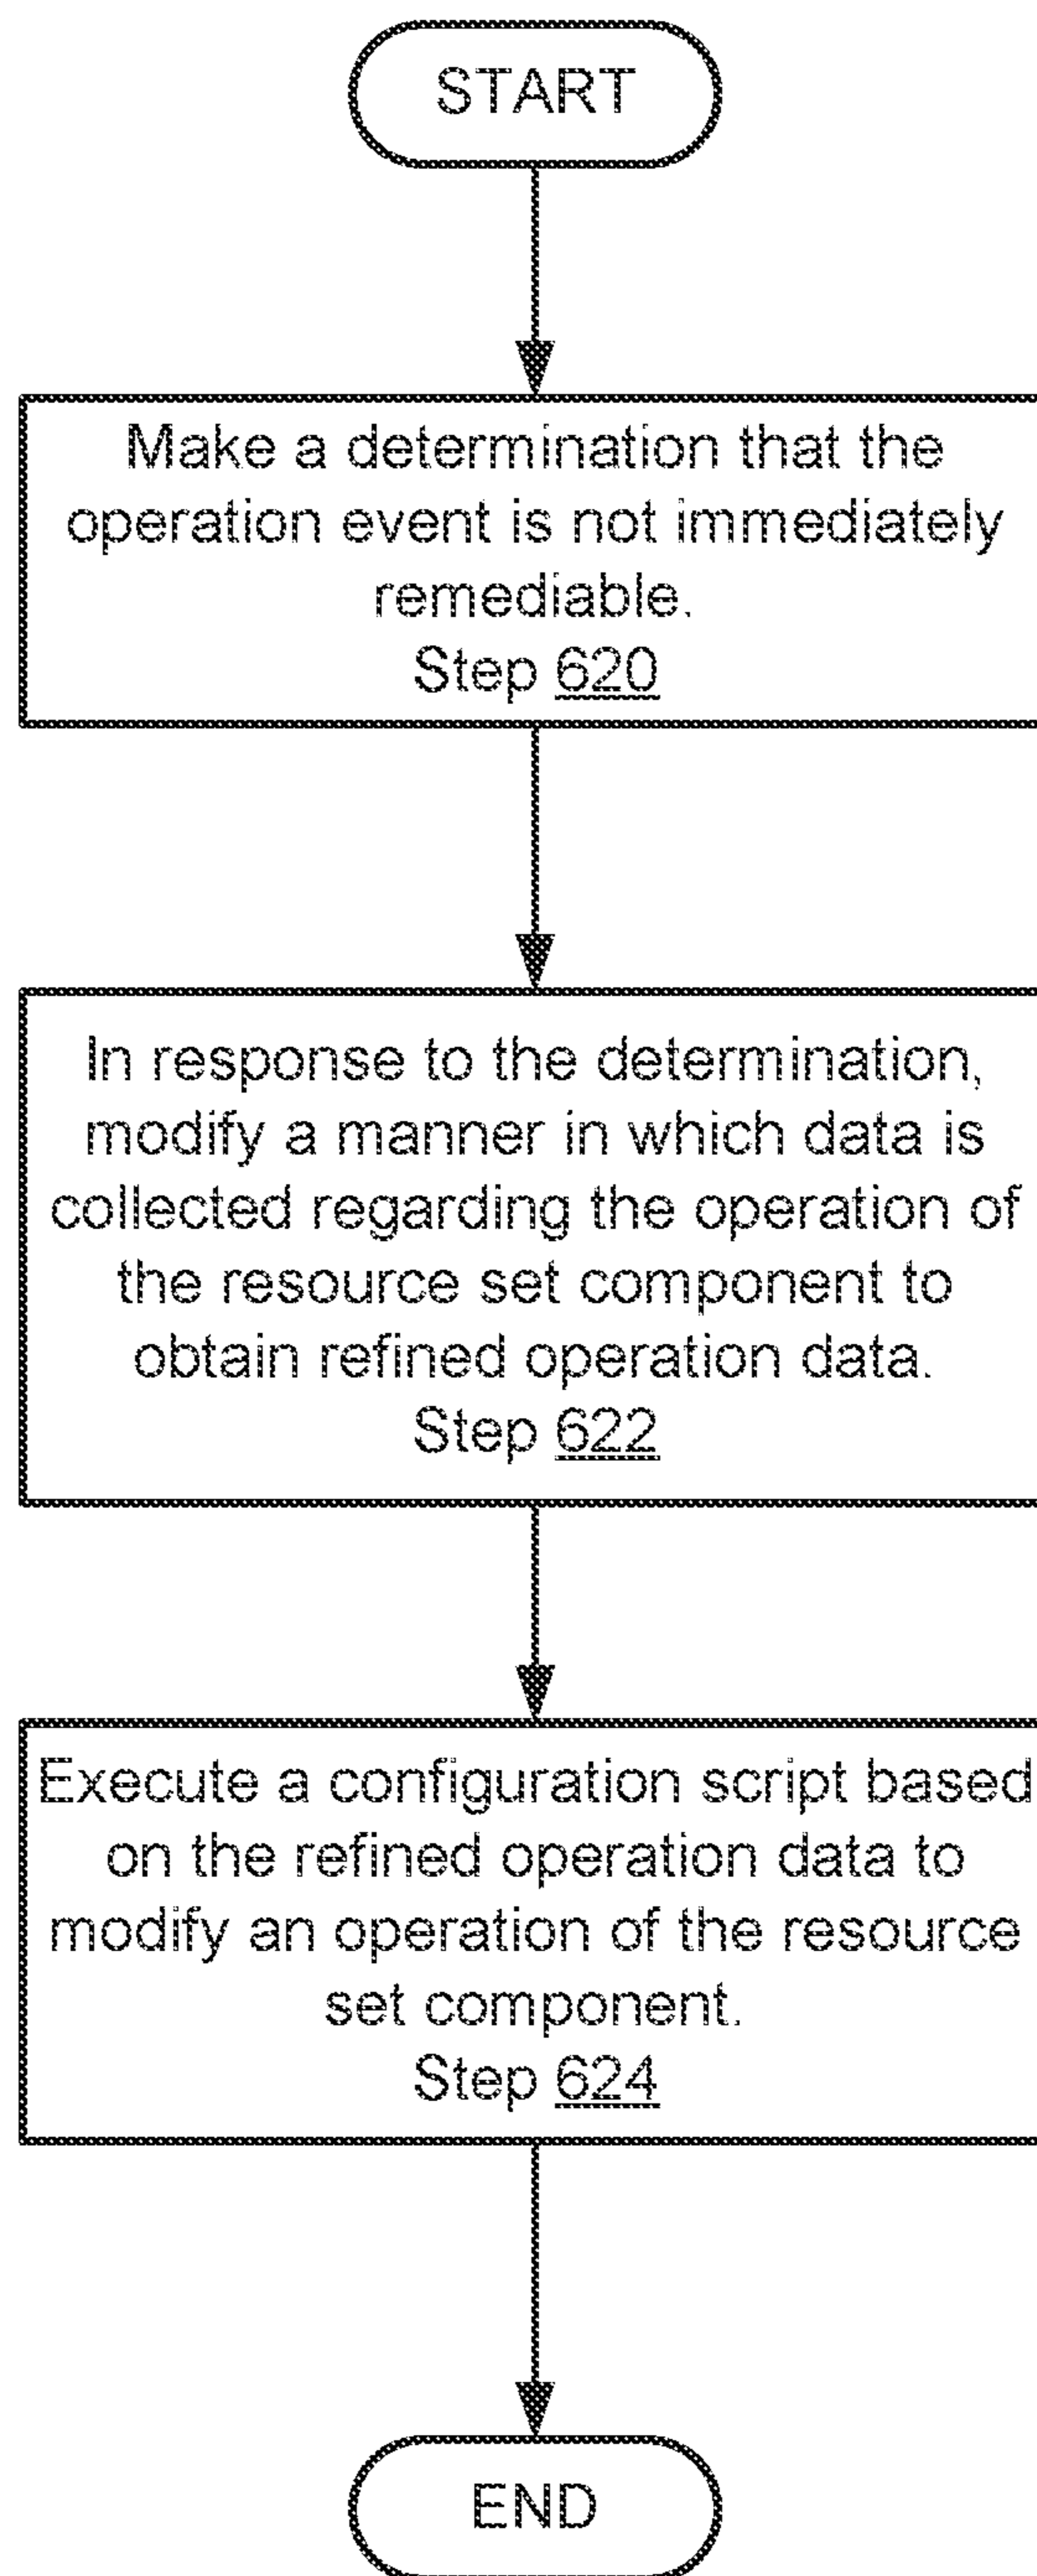 START
Make a determination that the
operation event is not immediately
remediable.
Step 620
In response to the determination,
modify a manner in which data is
collected regarding the operation of
the resource set component to
obtain refined operation data.
Step 622
Execute a configuration script based
on the refined operation data to
modify an operation of the resource
set component.
Step 624
END